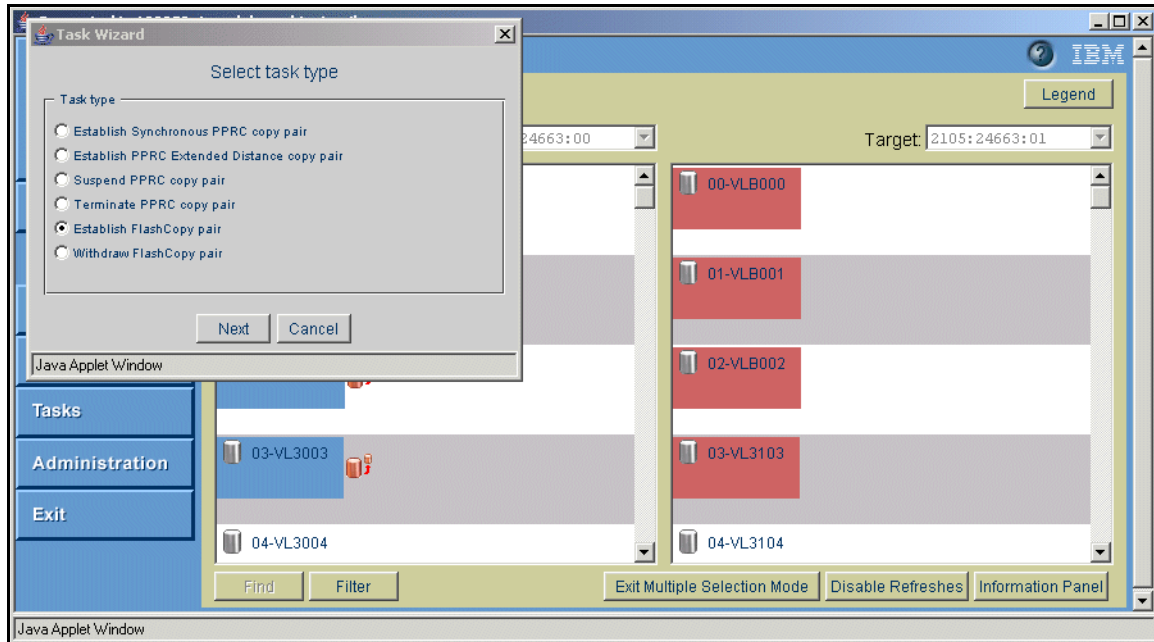 Task Wizard
Select task type
Task type
Establish Synchronous PPRC copy pair
Establish PPRC Extended Distance copy pair
Suspend PPRC copy pair
Terminate PPRC copy pair
Establish FlashCopy pair
Withdraw FlashCopy pair
Next Cancel
Java Applet Window
? IBM
Legend
24663:00
Target: 2105:24663:01
00-VLB000
01-VLB001
02-VLB002
Tasks
Administration
Exit
03-VL3003
03-VL3103
04-VL3004
04-VL3104
Find Filter Exit Multiple Selection Mode Disable Refreshes Information Panel
Java Applet Window